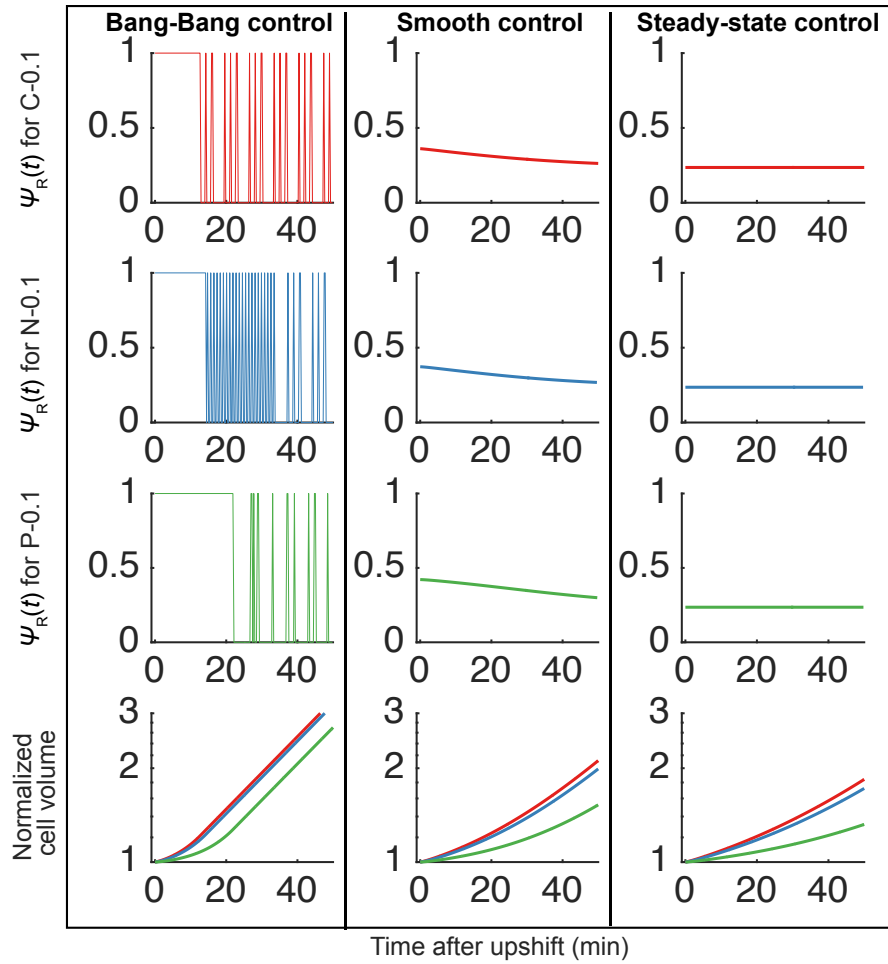 Bang-Bang control Smooth control Steady-state control
Ψ_R(t) for C-0.1
1 1 1
0.5 0.5 0.5
0 0 0
0 20 40 0 20 40 0 20 40
Ψ_R(t) for N-0.1
1 1 1
0.5 0.5 0.5
0 0 0
0 20 40 0 20 40 0 20 40
Ψ_R(t) for P-0.1
1 1 1
0.5 0.5 0.5
0 0 0
0 20 40 0 20 40 0 20 40
Normalized
cell volume
3 3 3
2 2 2
1 1 1
0 20 40 0 20 40 0 20 40
Time after upshift (min)